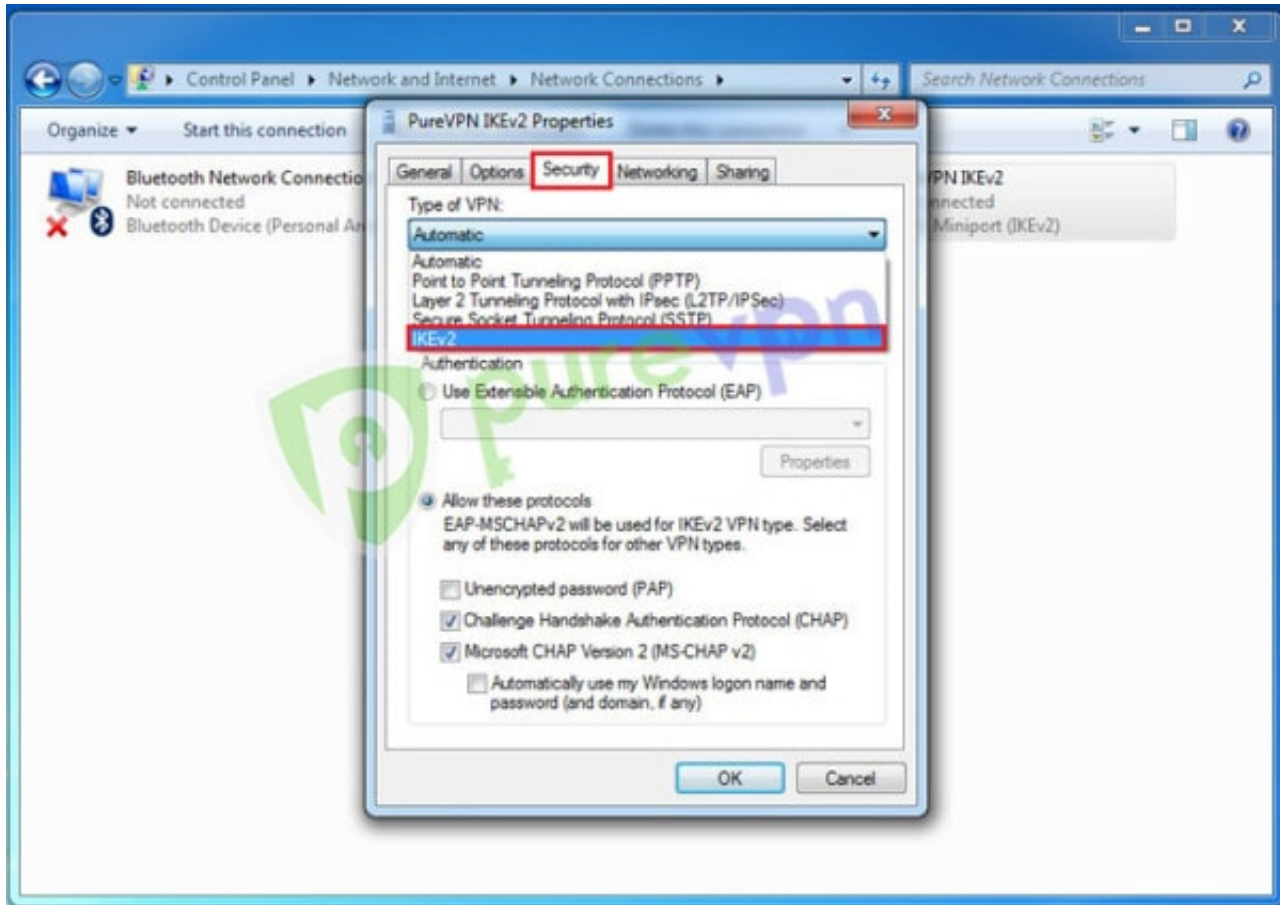 Control Panel Network and Internet Network Connections
Search Network Connections
Organize
Start this connection
Bluetooth Network Connectio
Not connected
Bluetooth Device (Personal Ar
PN IKEv2
nnected
Miniport (IKEv2)
PureVPN IKEv2 Properties
General Options Security Networking Sharing
Type of VPN:
Automatic
Automatic
Point to Point Tunneling Protocol (PPTP)
Layer 2 Tunneling Protocol with IPsec (L2TP/IPSec)
Secure Socket Tunneling Protocol (SSTP)
IKEv2
Authentication
Use Extensible Authentication Protocol (EAP)
Properties
Allow these protocols
EAP-MSCHAPv2 will be used for IKEv2 VPN type. Select
any of these protocols for other VPN types.
Unencrypted password (PAP)
Challenge Handshake Authentication Protocol (CHAP)
Microsoft CHAP Version 2 (MS-CHAP v2)
Automatically use my Windows logon name and
password (and domain, if any)
OK Cancel
purevpn